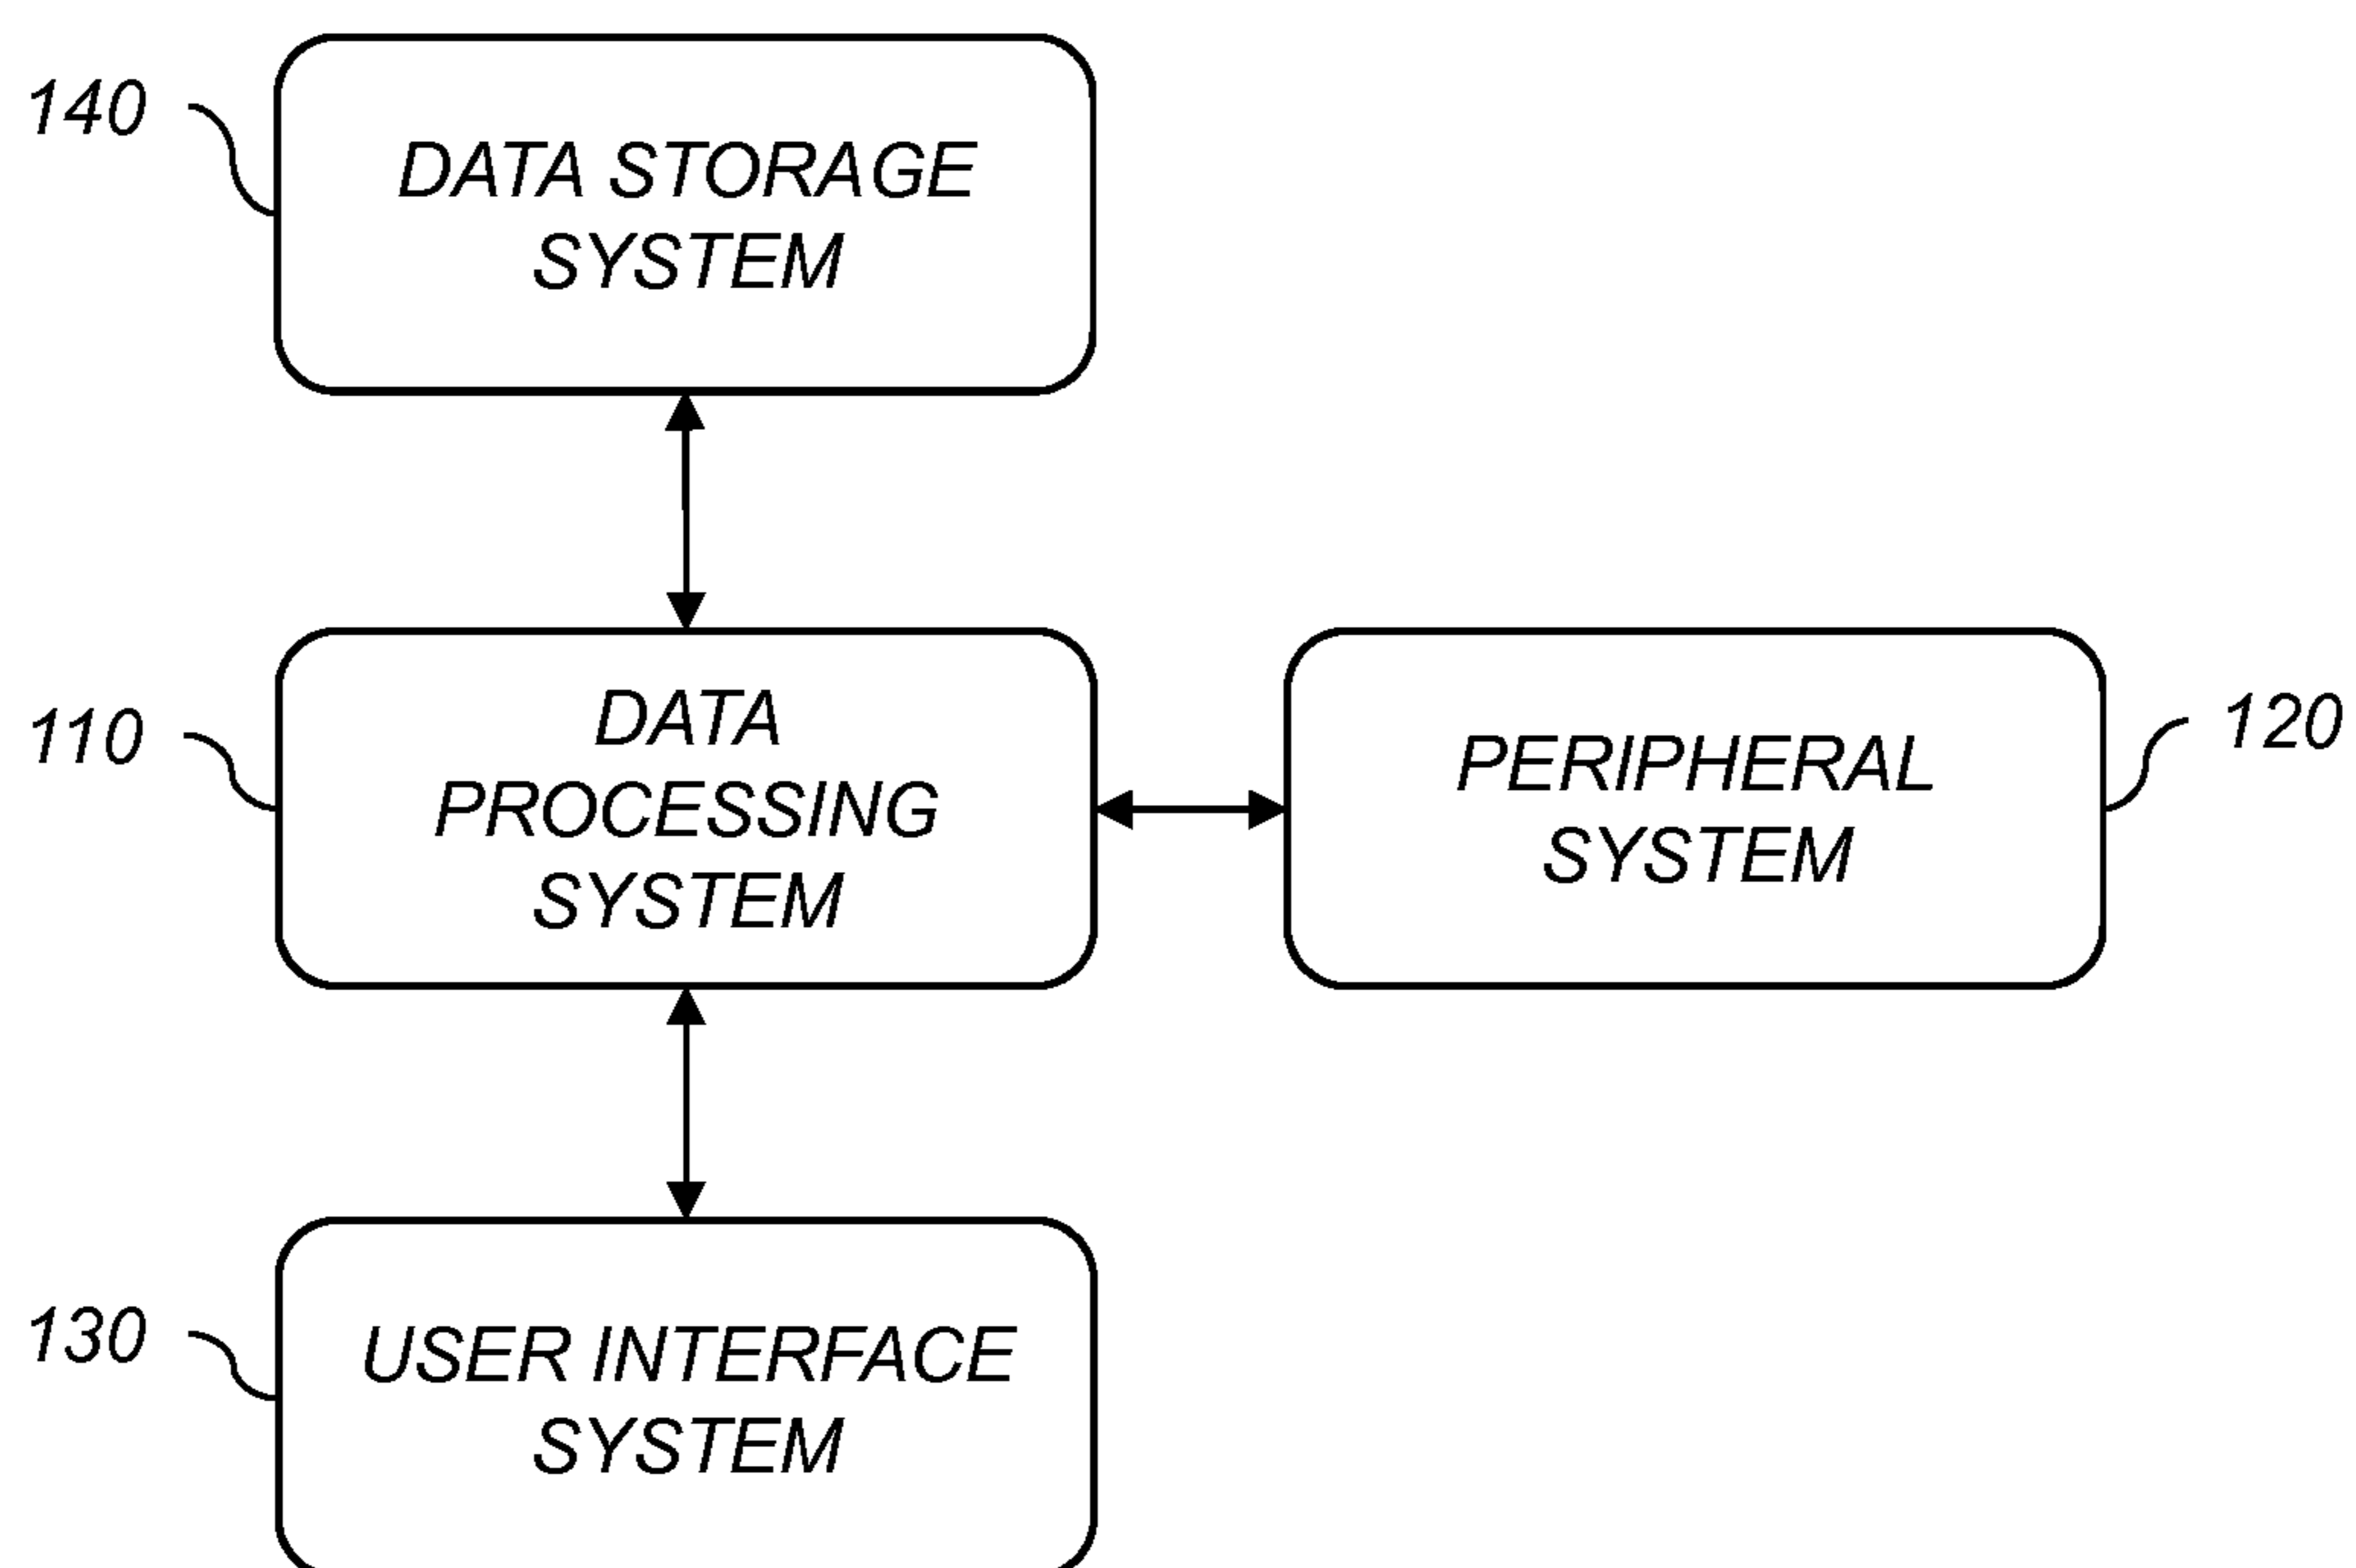 140
DATA STORAGE
SYSTEM
110
DATA
PROCESSING
SYSTEM
PERIPHERAL
SYSTEM
120
130
USER INTERFACE
SYSTEM